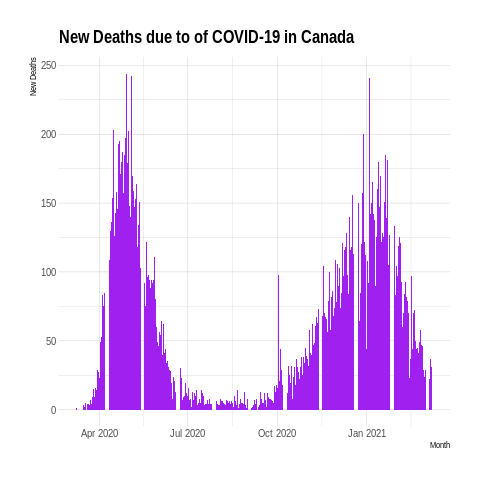 New Deaths due to of COVID-19 in Canada
New Deaths
250
200
150
100
50
0
Apr 2020 Jul 2020 Oct 2020 Jan 2021
Month